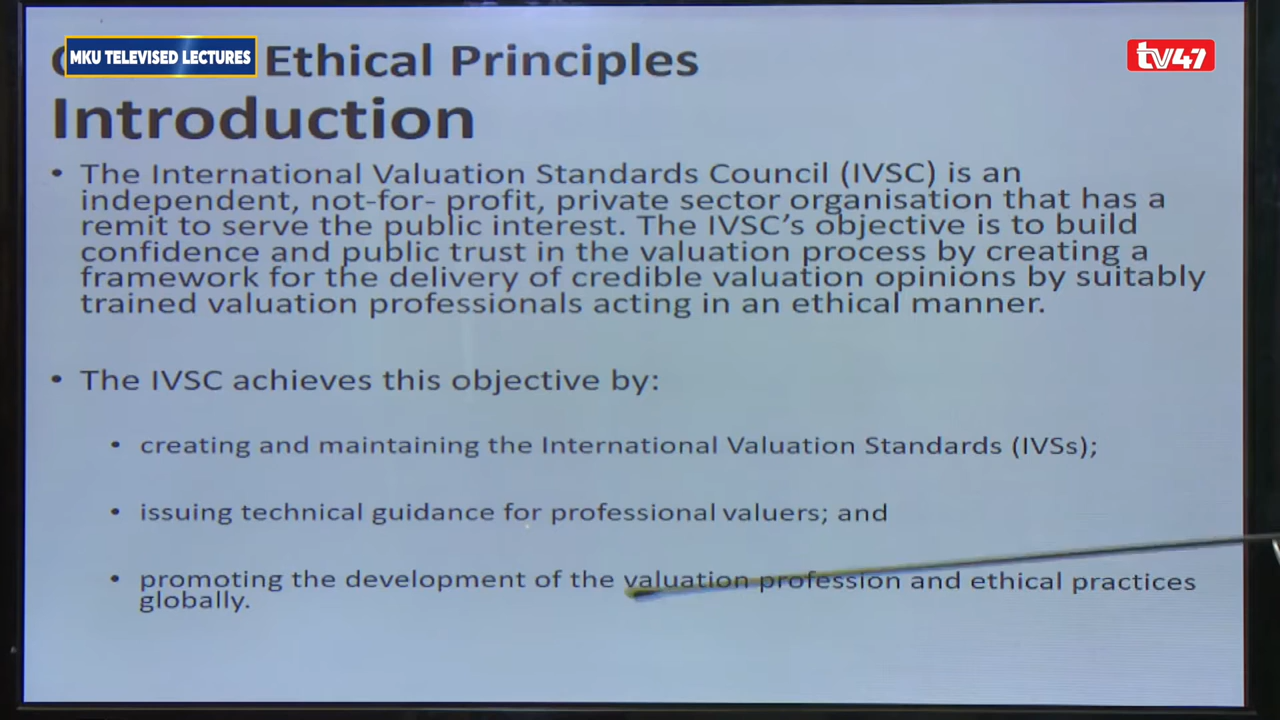 MKU TELEVISED LECTURES
Ethical Principles
tv47
Introduction
• The International Valuation Standards Council (IVSC) is an
independent, not-for- profit, private sector organisation that has a
remit to serve the public interest. The IVSC's objective is to build
confidence and public trust in the valuation process by creating a
framework for the delivery of credible valuation opinions by suitably
trained valuation professionals acting in an ethical manner.
• The IVSC achieves this objective by:
• creating and maintaining the International Valuation Standards (IVSs);
• issuing technical guidance for professional valuers; and
• promoting the development of the valuation profession and ethical practices
globally.